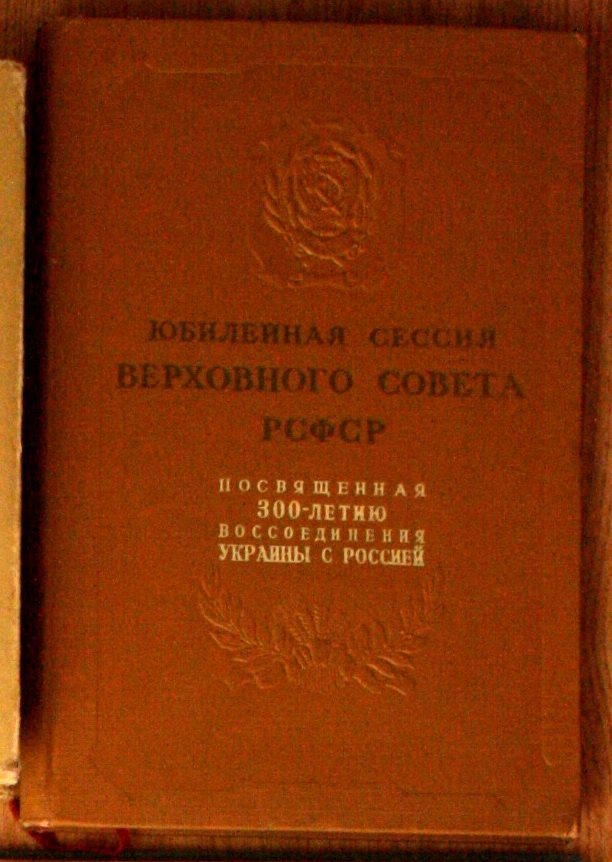 ЮБИЛЕЙНАЯ СЕССИЯ
ВЕРХОВНОГО СОВЕТА
РСФСР
ПОСВЯЩЕННАЯ
300-ЛЕТИЮ
ВОССОЕДИНЕНИЯ
УКРАИНЫ С РОССИЕЙ